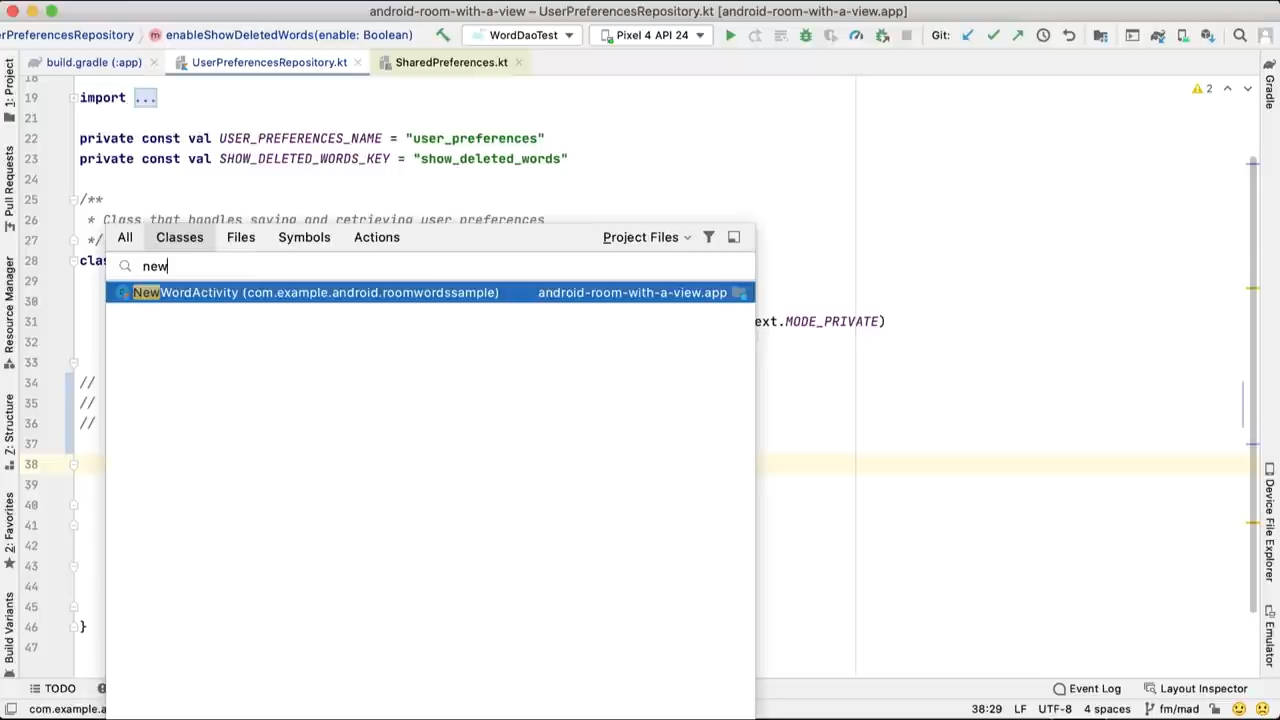 android-room-with-a-view – UserPreferencesRepository.kt [android-room-with-a-view.app]
rPreferencesRepository enableShowDeletedWords(enable: Boolean) WordDaoTest Pixel 4 API 24 Git:
build.gradle (:app) UserPreferencesRepository.kt SharedPreferences.kt
18
19 import ...
21
22 private const val USER_PREFERENCES_NAME = "user_preferences"
23 private const val SHOW_DELETED_WORDS_KEY = "show_deleted_words"
24
25 /**
26 * Class that handles saving and retrieving user preferences
27 */
28 clas
29
30
31 ext.MODE_PRIVATE)
32
33
34 //
35 //
36 //
37
38
39
40
41
42
43
44
45
46 }
47
2
All Classes Files Symbols Actions Project Files
new
NewWordActivity (com.example.android.roomwordssample) android-room-with-a-view.app
1: Project
Pull Requests
Resource Manager
Z: Structure
2: Favorites
Build Variants
Gradle
Device File Explorer
Emulator
TODO Event Log Layout Inspector
com.example.a 38:29 LF UTF-8 4 spaces fm/mad